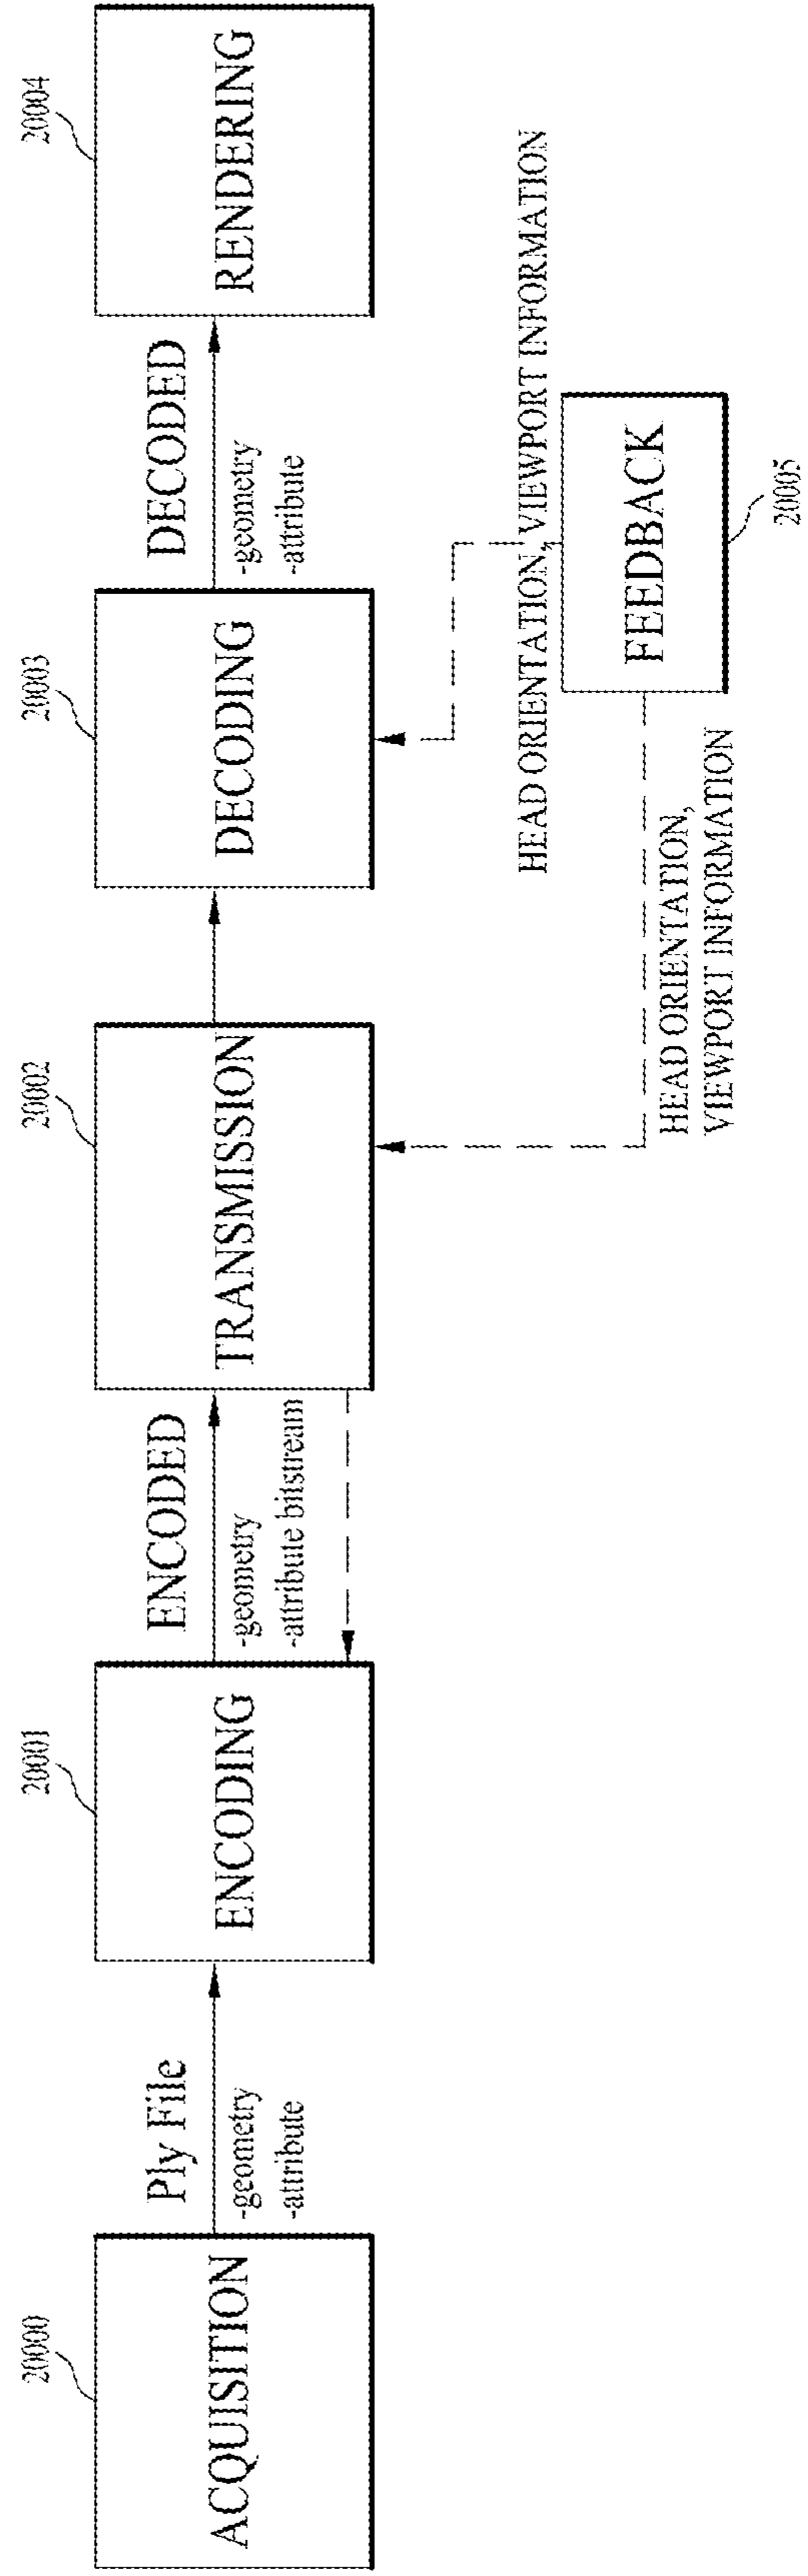 20000
ACQUISITION
Ply File
-geometry
-attribute
20001
ENCODING
ENCODED
-geometry
-attribute bitstream
20002
TRANSMISSION
20003
DECODING
DECODED
-geometry
-attribute
20004
RENDERING
HEAD ORIENTATION, VIEWPORT INFORMATION
FEEDBACK
20005
HEAD ORIENTATION,
VIEWPORT INFORMATION